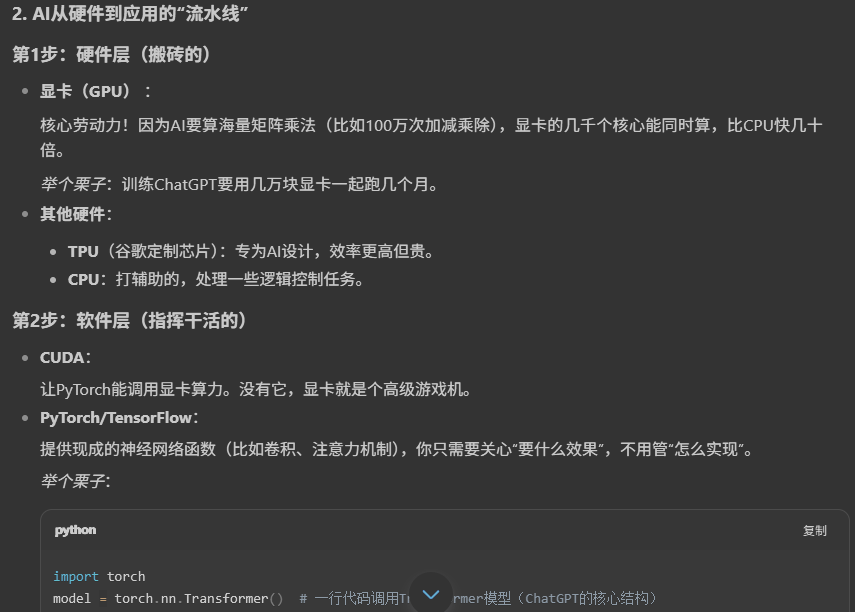 2. AI从硬件到应用的“流水线”
第1步：硬件层（搬砖的）
显卡（GPU）：
核心劳动力！因为AI要算海量矩阵乘法（比如100万次加减乘除），显卡的几千个核心能同时算，比CPU快几十
倍。
举个栗子：训练ChatGPT要用几万块显卡一起跑几个月。
其他硬件：
TPU（谷歌定制芯片）：专为AI设计，效率更高但贵。
CPU：打辅助的，处理一些逻辑控制任务。
第2步：软件层（指挥干活的）
CUDA：
让PyTorch能调用显卡算力。没有它，显卡就是个高级游戏机。
PyTorch/TensorFlow：
提供现成的神经网络函数（比如卷积、注意力机制），你只需要关心“要什么效果”，不用管“怎么实现”。
举个栗子：
python 复制
import torch
model = torch.nn.Transformer() # 一行代码调用Tr rmer模型（ChatGPT的核心结构）